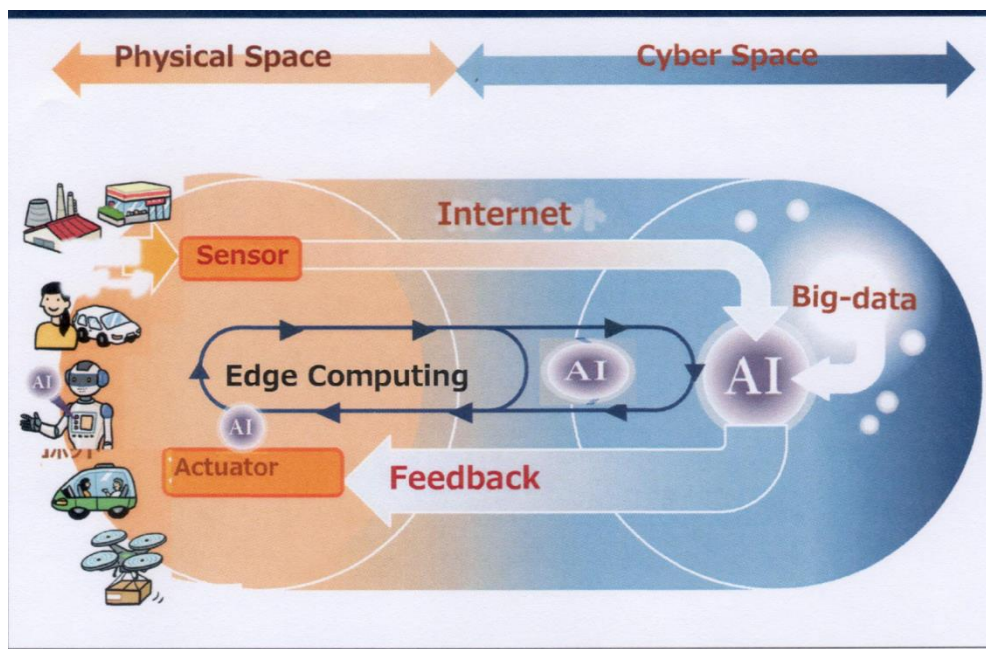 Physical Space
Cyber Space
Internet
Sensor
Big-data
AI
AI
AI
Edge Computing
AI
Actuator
Feedback